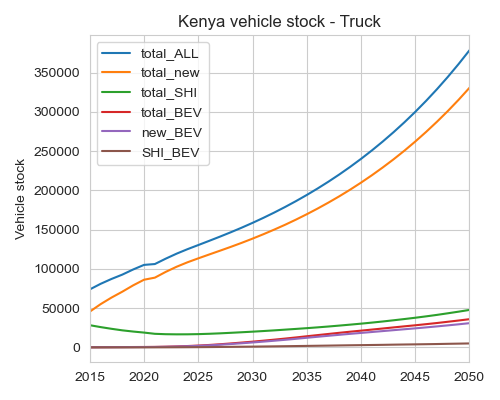 Kenya vehicle stock - Truck
total_ALL
total_new
total_SHI
total_BEV
new_BEV
SHI_BEV
Vehicle stock
350000
300000
250000
200000
150000
100000
50000
0
2015 2020 2025 2030 2035 2040 2045 2050